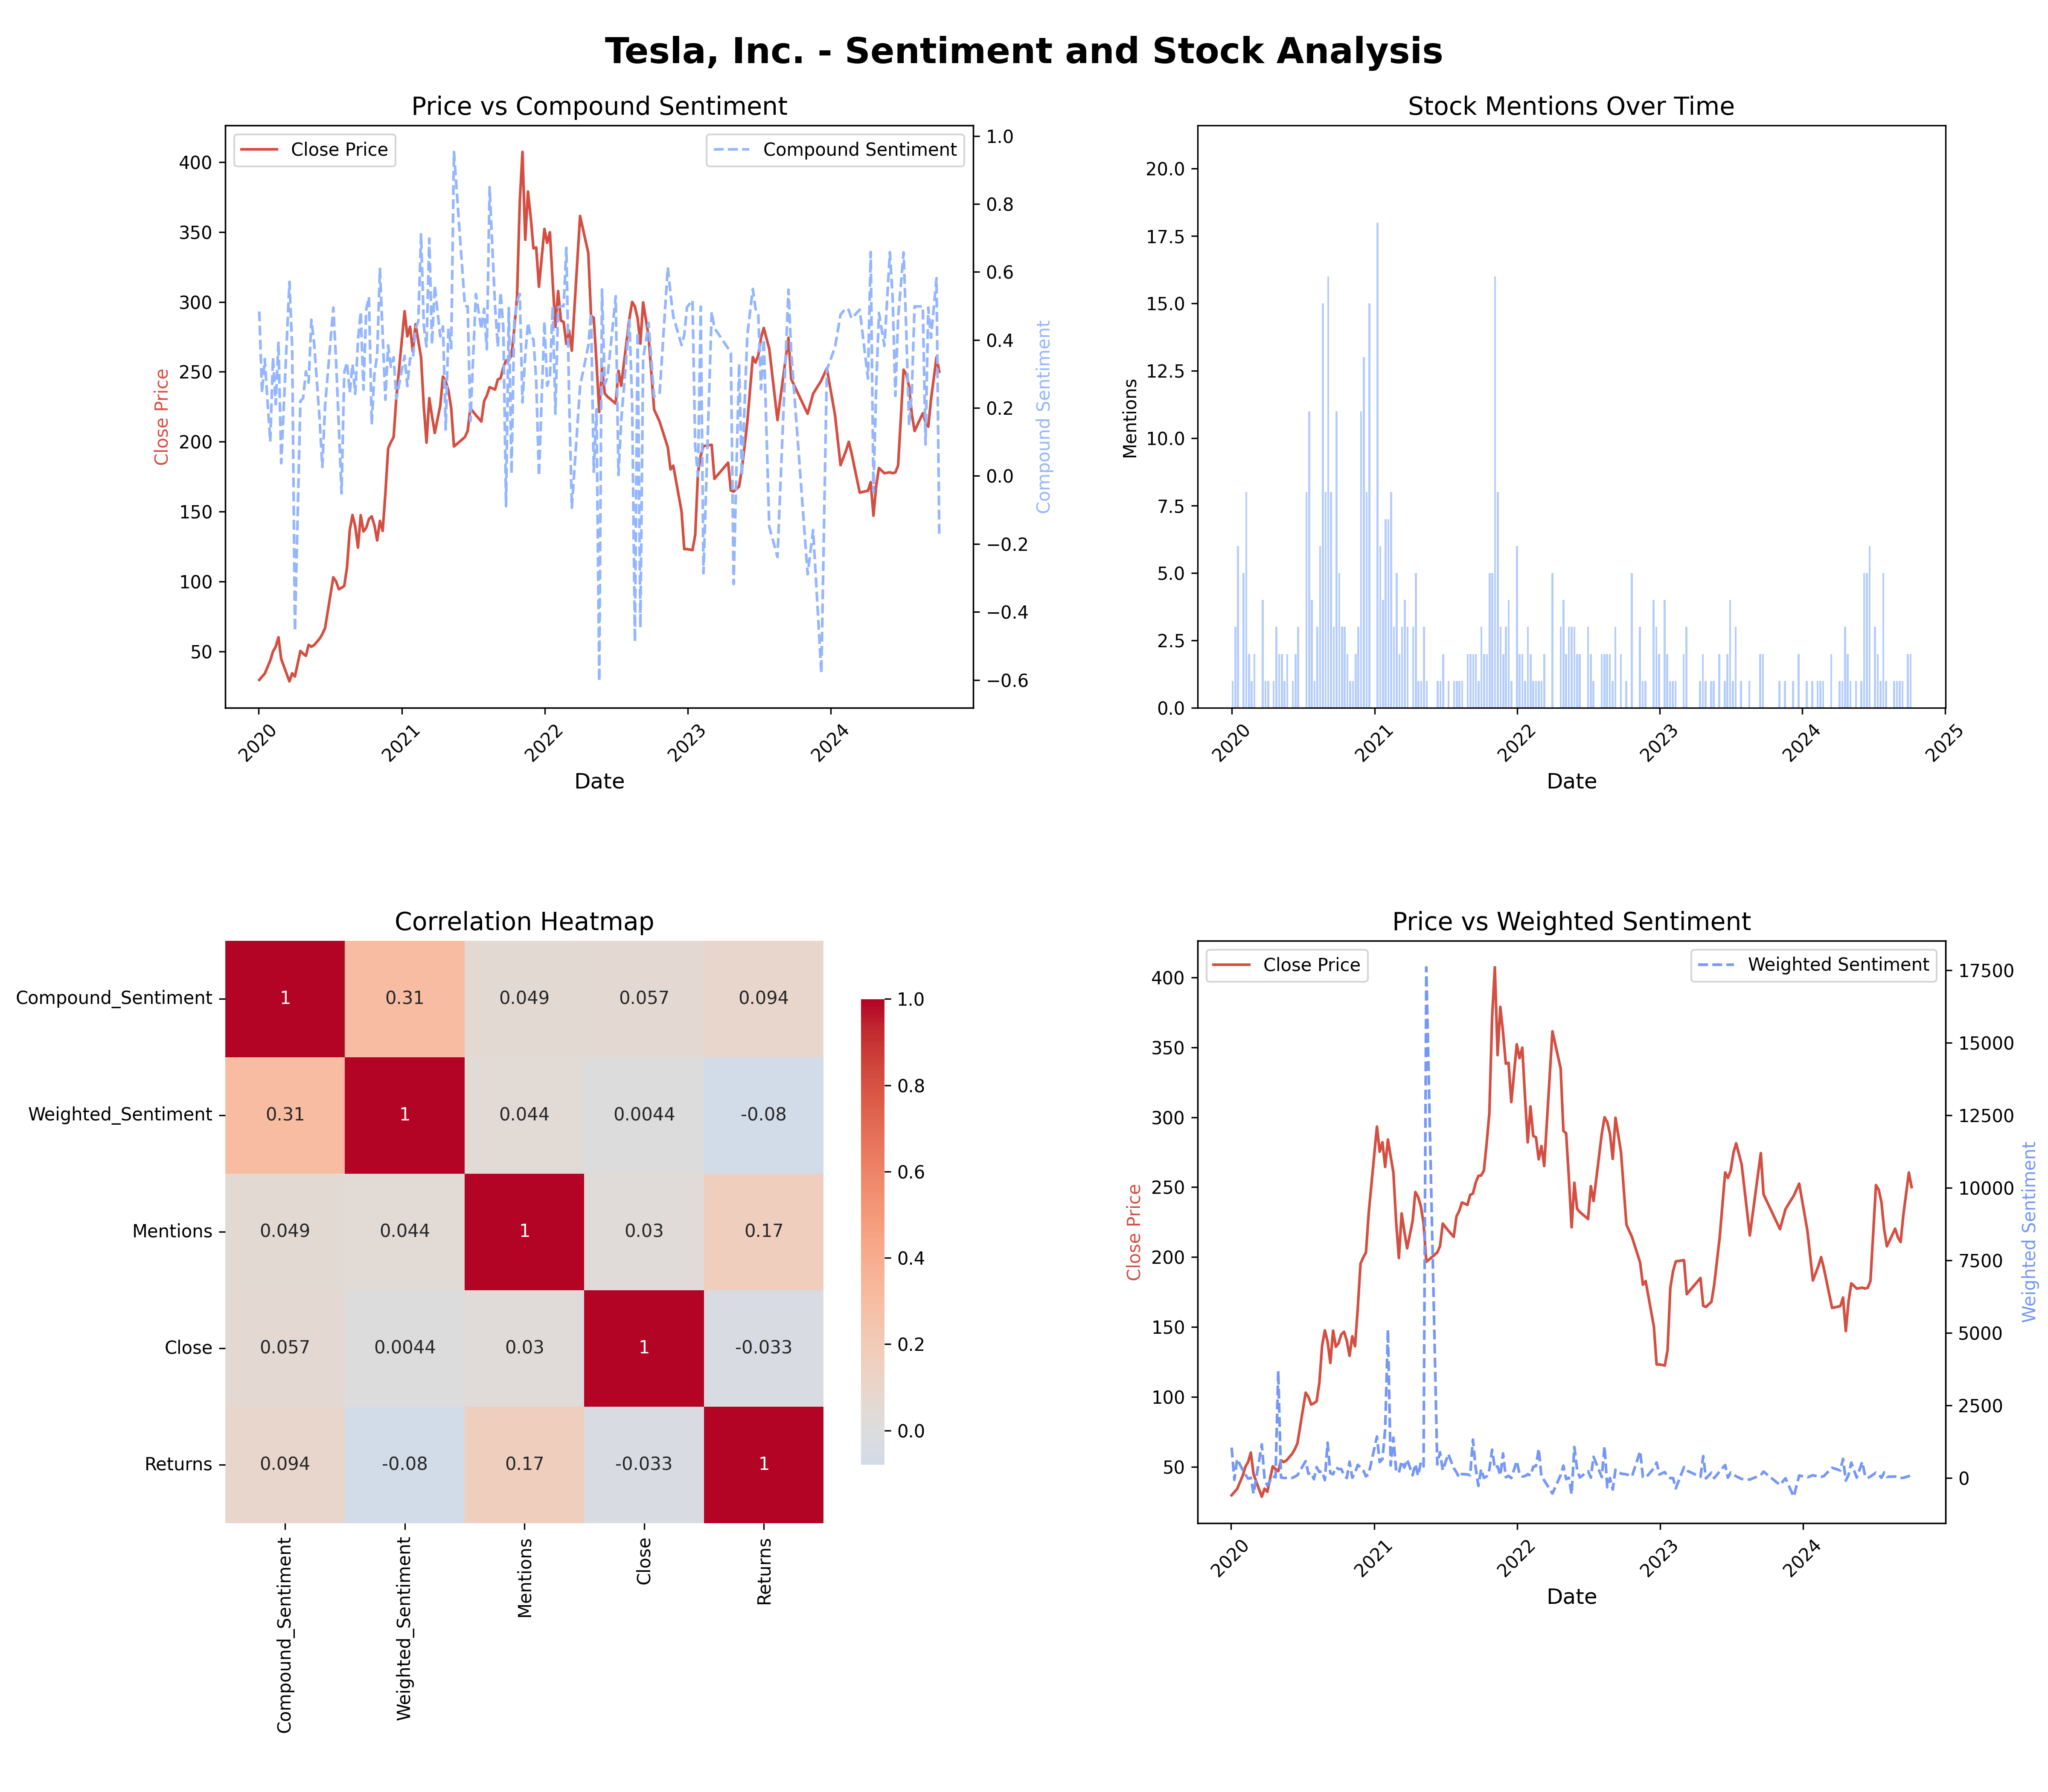 Tesla, Inc. - Sentiment and Stock Analysis
Price vs Compound Sentiment
Close Price
Compound Sentiment
400
350
300
250
200
150
100
50
Close Price
1.0
0.8
0.6
0.4
0.2
0.0
−0.2
−0.4
−0.6
Compound Sentiment
2020
2021
2022
2023
2024
Date
Stock Mentions Over Time
20.0
17.5
15.0
12.5
10.0
7.5
5.0
2.5
0.0
Mentions
2020
2021
2022
2023
2024
2025
Date
Correlation Heatmap
Compound_Sentiment 1 0.31 0.049 0.057 0.094
Weighted_Sentiment 0.31 1 0.044 0.0044 -0.08
Mentions 0.049 0.044 1 0.03 0.17
Close 0.057 0.0044 0.03 1 -0.033
Returns 0.094 -0.08 0.17 -0.033 1
Compound_Sentiment
Weighted_Sentiment
Mentions
Close
Returns
1.0
0.8
0.6
0.4
0.2
0.0
Price vs Weighted Sentiment
Close Price
Weighted Sentiment
400
350
300
250
200
150
100
50
Close Price
17500
15000
12500
10000
7500
5000
2500
0
Weighted Sentiment
2020
2021
2022
2023
2024
Date